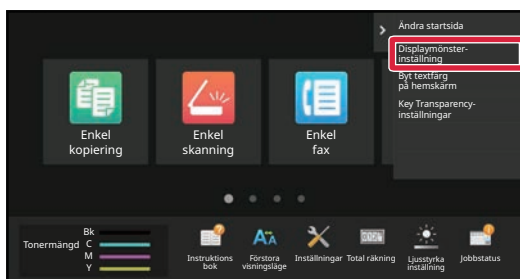 Ändra startsida
Displaymönster-
inställning
Byt textfärg
på hemskärm
Key Transparency-
inställningar
Enkel
kopiering
Enkel
skanning
Enkel
fax
Tonermängd
Bk
C
M
Y
Instruktions
bok
Förstora
visningsläge
Inställningar
Total räkning
Ljusstyrka
inställning
Jobbstatus